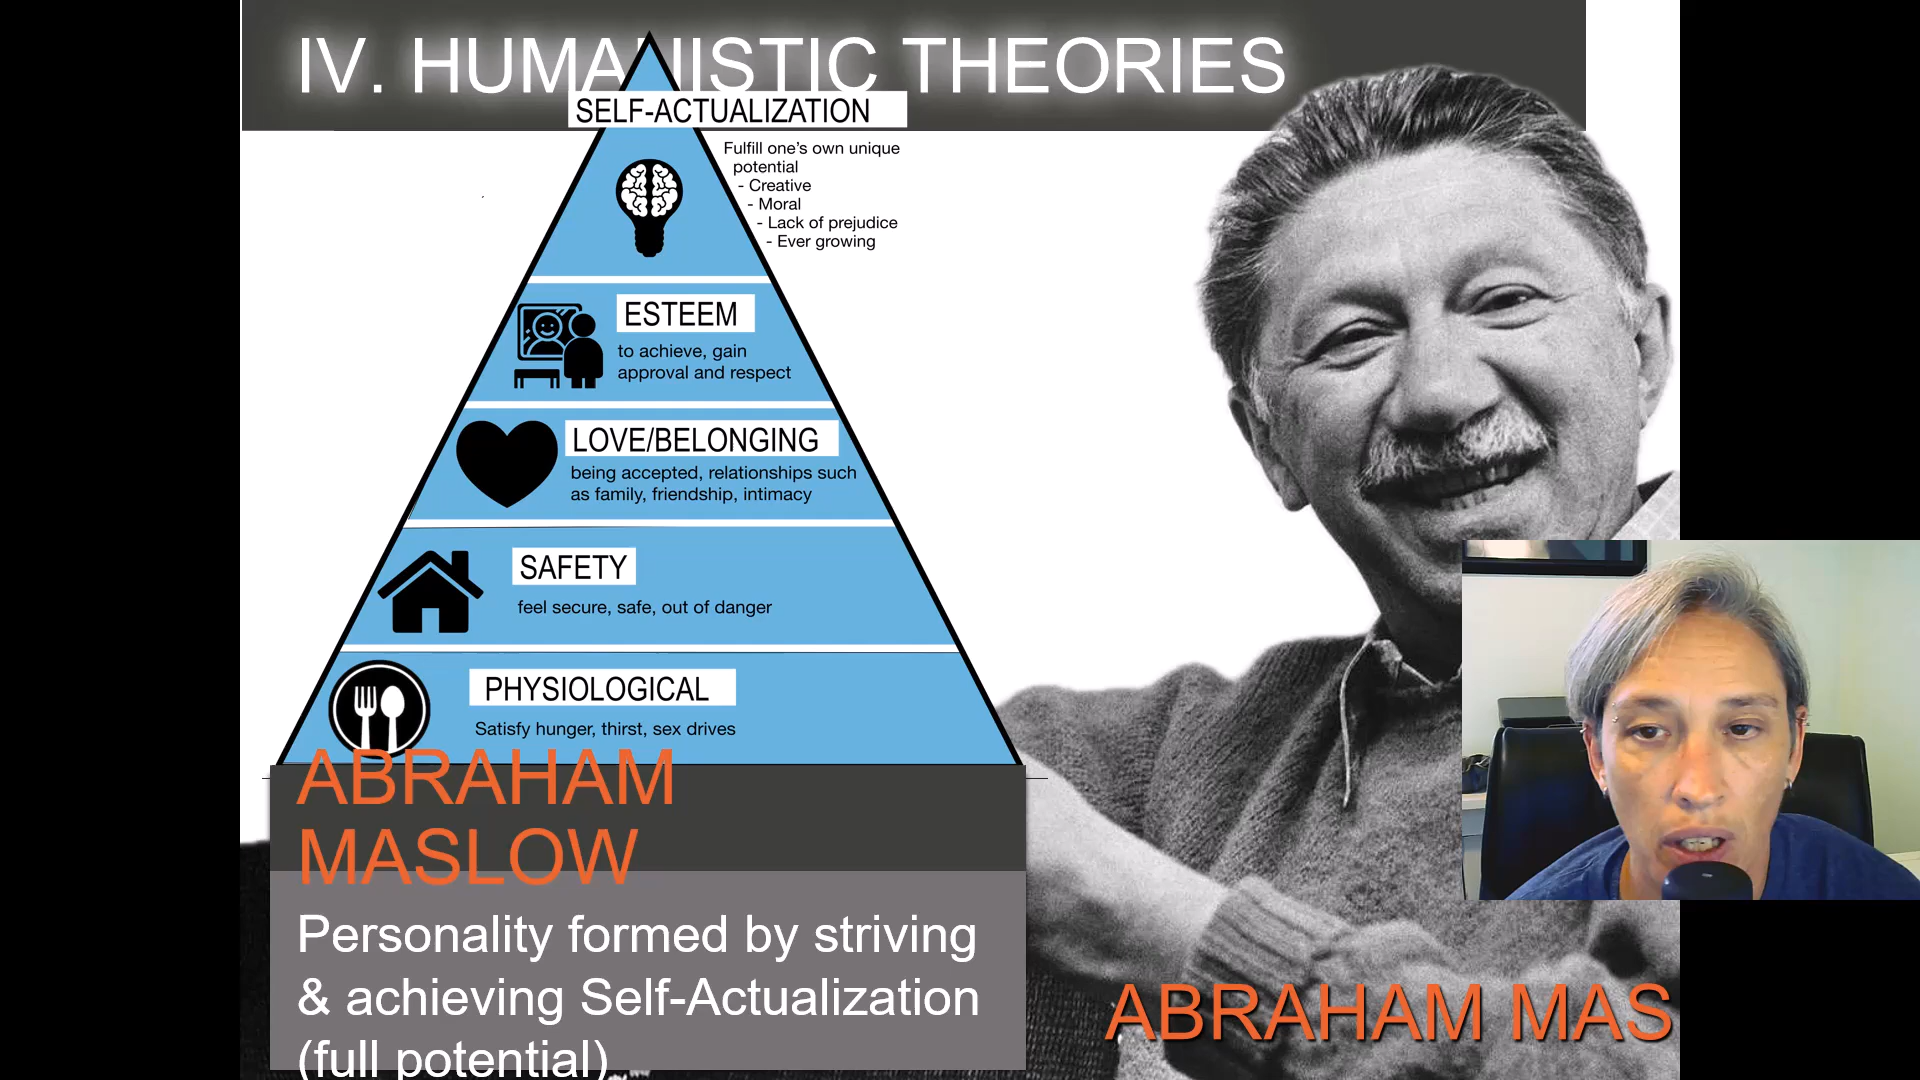 IV. HUMANISTIC THEORIES
SELF-ACTUALIZATION
Fulfill one's own unique
potential
- Creative
- Moral
- Lack of prejudice
- Ever growing
ESTEEM
to achieve, gain
approval and respect
LOVE/BELONGING
being accepted, relationships such
as family, friendship, intimacy
SAFETY
feel secure, safe, out of danger
PHYSIOLOGICAL
Satisfy hunger, thirst, sex drives
ABRAHAM
MASLOW
Personality formed by striving
& achieving Self-Actualization
(full potential)
ABRAHAM MAS